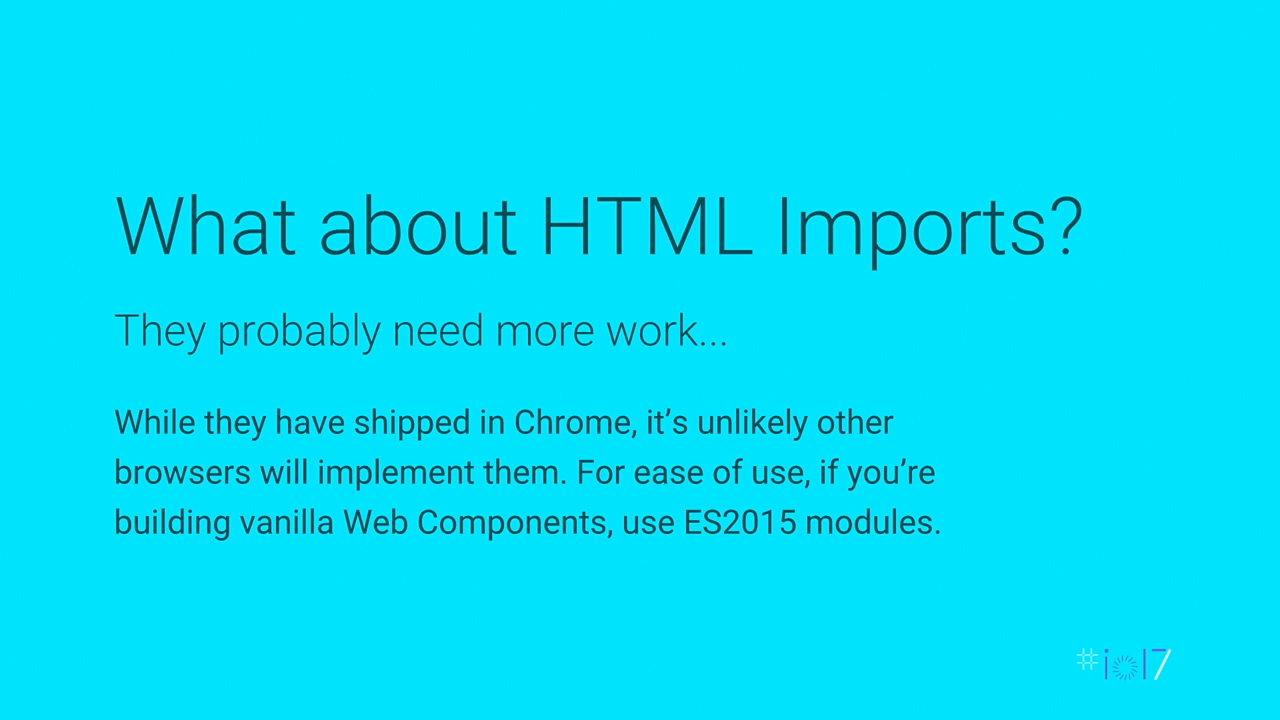 What about HTML Imports?
They probably need more work...
While they have shipped in Chrome, it’s unlikely other
browsers will implement them. For ease of use, if you’re
building vanilla Web Components, use ES2015 modules.
#io17